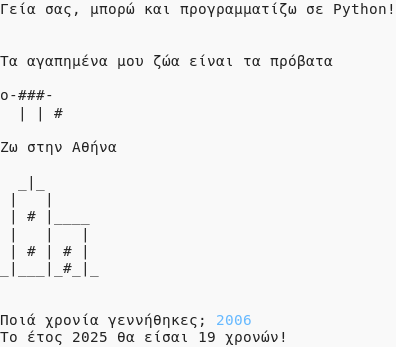 Γεία σας, μπορώ και προγραμματίζω σε Python!
Τα αγαπημένα μου ζώα είναι τα πρόβατα
o-###-
  | | #
Ζω στην Αθήνα
  _|_
 |   |
 | # |____
 |   |   |
 | # | # |
_|___|_#_|_
Ποιά χρονία γεννήθηκες; 2006
Το έτος 2025 θα είσαι 19 χρονών!